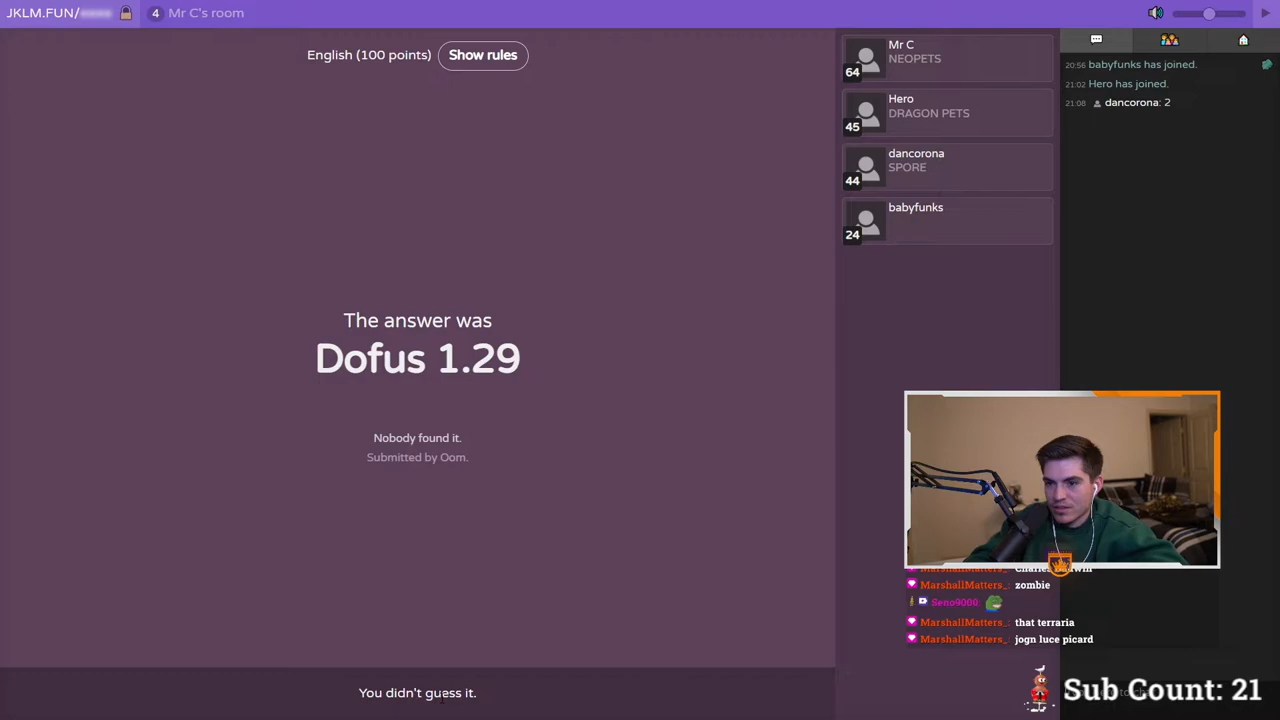 JKLM.FUN/
4 Mr C's room
English (100 points) Show rules
The answer was
Dofus 1.29
Nobody found it.
Submitted by Oom.
You didn't guess it.
Mr C
NEOPETS
64
Hero
DRAGON PETS
45
dancorona
SPORE
44
babyfunks
24
20:56 babyfunks has joined.
21:02 Hero has joined.
21:08 dancorona: 2
MarshallMatters_:
MarshallMatters_: zombie
Seno9000
MarshallMatters_: that terraria
MarshallMatters_: jogn luce picard
Sub Count: 21